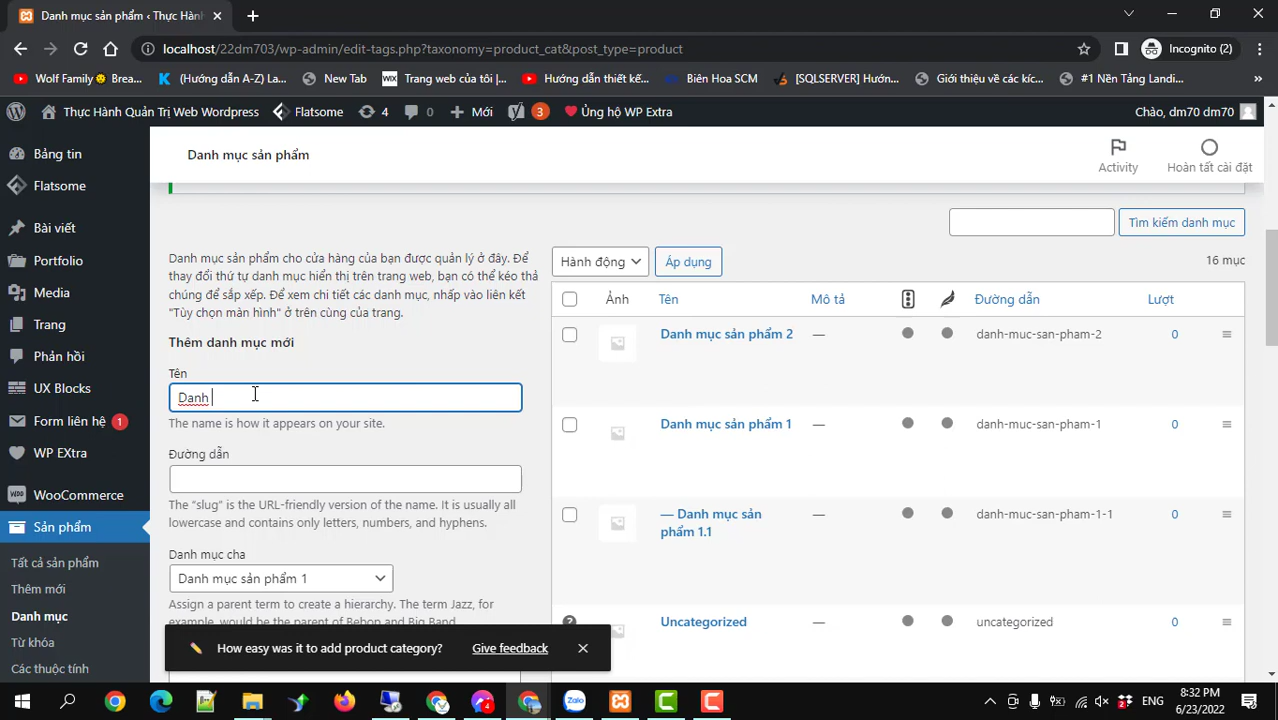 Danh mục sản phẩm ‹ Thực Hành
localhost/22dm703/wp-admin/edit-tags.php?taxonomy=product_cat&post_type=product
Incognito (2)
Wolf Family Brea...
(Hướng dẫn A-Z) La...
New Tab
WIX Trang web của tôi |...
Hướng dẫn thiết kế...
Biên Hòa SCM
[SQLSERVER] Hướn...
Giới thiệu về các kíc...
#1 Nền Tảng Landi...
»
Thực Hành Quản Trị Web Wordpress
Flatsome
4
0
Mới
3
Ủng hộ WP Extra
Chào, dm70 dm70
Bảng tin
Flatsome
Bài viết
Portfolio
Media
Trang
Phản hồi
UX Blocks
Form liên hệ 1
WP EXtra
WooCommerce
Sản phẩm
Tất cả sản phẩm
Thêm mới
Danh mục
Từ khóa
Các thuộc tính
Danh mục sản phẩm
Activity
Hoàn tất cài đặt
Tìm kiếm danh mục
Danh mục sản phẩm cho cửa hàng của bạn được quản lý ở đây. Để
thay đổi thứ tự danh mục hiển thị trên trang web, bạn có thể kéo thả
chúng để sắp xếp. Để xem chi tiết các danh mục, nhấp vào liên kết
"Tùy chọn màn hình" ở trên cùng của trang.
Thêm danh mục mới
Tên
Danh
The name is how it appears on your site.
Đường dẫn
The “slug” is the URL-friendly version of the name. It is usually all
lowercase and contains only letters, numbers, and hyphens.
Danh mục cha
Danh mục sản phẩm 1
Assign a parent term to create a hierarchy. The term Jazz, for
example, would be the parent of Bebop and Big Band.
Hành động
Áp dụng
16 mục
Ảnh Tên Mô tả Đường dẫn Lượt
Danh mục sản phẩm 2 — danh-muc-san-pham-2 0
Danh mục sản phẩm 1 — danh-muc-san-pham-1 0
— Danh mục sản — danh-muc-san-pham-1-1 0
phẩm 1.1
Uncategorized — uncategorized 0
How easy was it to add product category? Give feedback
4
Zalo
ENG
8:32 PM
6/23/2022